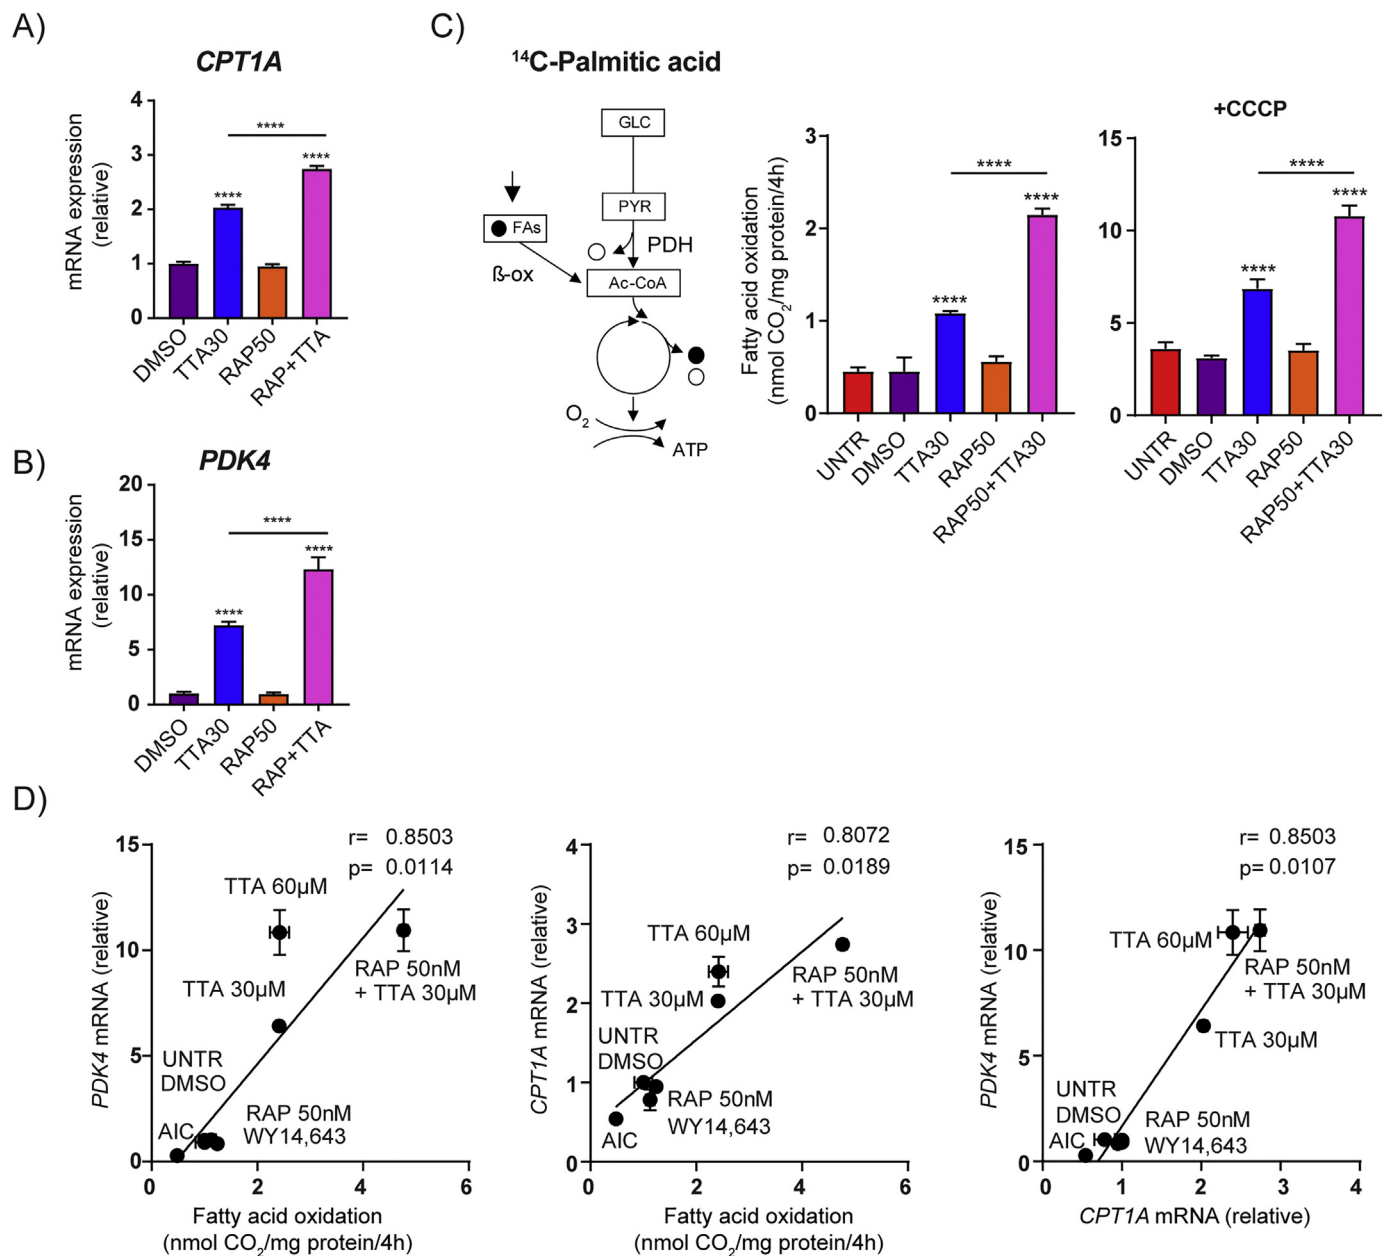 A)
CPT1A
mRNA expression
(relative)
4
3
2
1
0
****
****
****
DMSO
TTA30
RAP50
RAP+TTA
B)
PDK4
mRNA expression
(relative)
20
15
10
5
0
****
****
****
DMSO
TTA30
RAP50
RAP+TTA
C)
¹⁴C-Palmitic acid
GLC
PYR
FAs
PDH
ß-ox
Ac-CoA
O₂
ATP
Fatty acid oxidation
(nmol CO₂/mg protein/4h)
3
2
1
0
****
****
****
UNTR
DMSO
TTA30
RAP50
RAP50+TTA30
+CCCP
15
10
5
0
****
****
****
UNTR
DMSO
TTA30
RAP50
RAP50+TTA30
D)
PDK4 mRNA (relative)
15
10
5
0
r= 0.8503
p= 0.0114
TTA 60µM
RAP 50nM
+ TTA 30µM
TTA 30µM
UNTR
DMSO
RAP 50nM
WY14,643
AIC
0 2 4 6
Fatty acid oxidation
(nmol CO₂/mg protein/4h)
CPT1A mRNA (relative)
4
3
2
1
0
r= 0.8072
p= 0.0189
TTA 60µM
RAP 50nM
+ TTA 30µM
TTA 30µM
UNTR
DMSO
RAP 50nM
WY14,643
AIC
0 2 4 6
Fatty acid oxidation
(nmol CO₂/mg protein/4h)
PDK4 mRNA (relative)
15
10
5
0
r= 0.8503
p= 0.0107
TTA 60µM
RAP 50nM
+ TTA 30µM
TTA 30µM
UNTR
DMSO
RAP 50nM
WY14,643
AIC
0 1 2 3 4
CPT1A mRNA (relative)